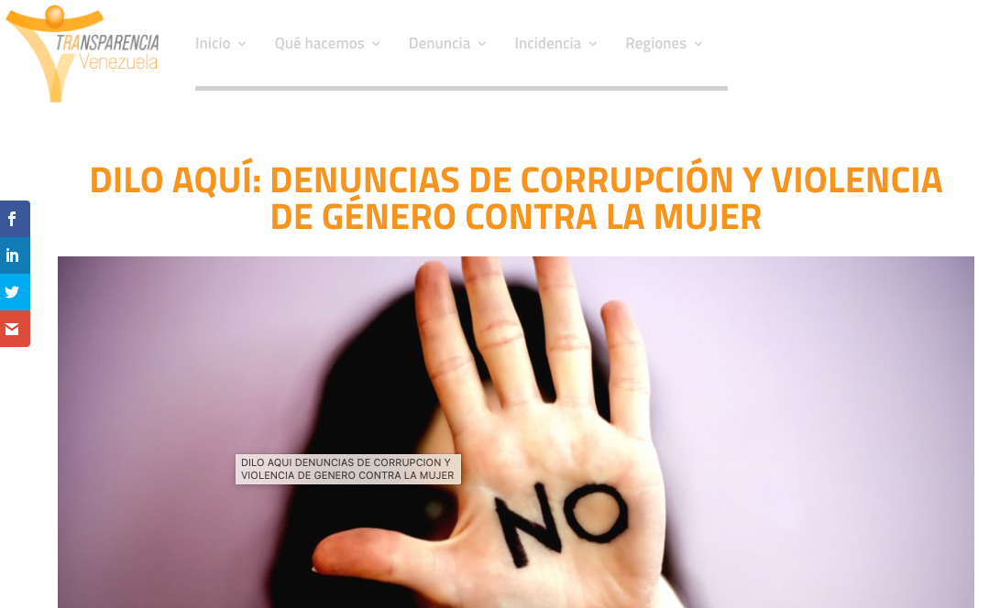 TRANSPARENCIA
Venezuela
Inicio
Qué hacemos
Denuncia
Incidencia
Regiones
DILO AQUÍ: DENUNCIAS DE CORRUPCIÓN Y VIOLENCIA
DE GÉNERO CONTRA LA MUJER
f
in
DILO AQUI DENUNCIAS DE CORRUPCION Y
VIOLENCIA DE GENERO CONTRA LA MUJER
NO